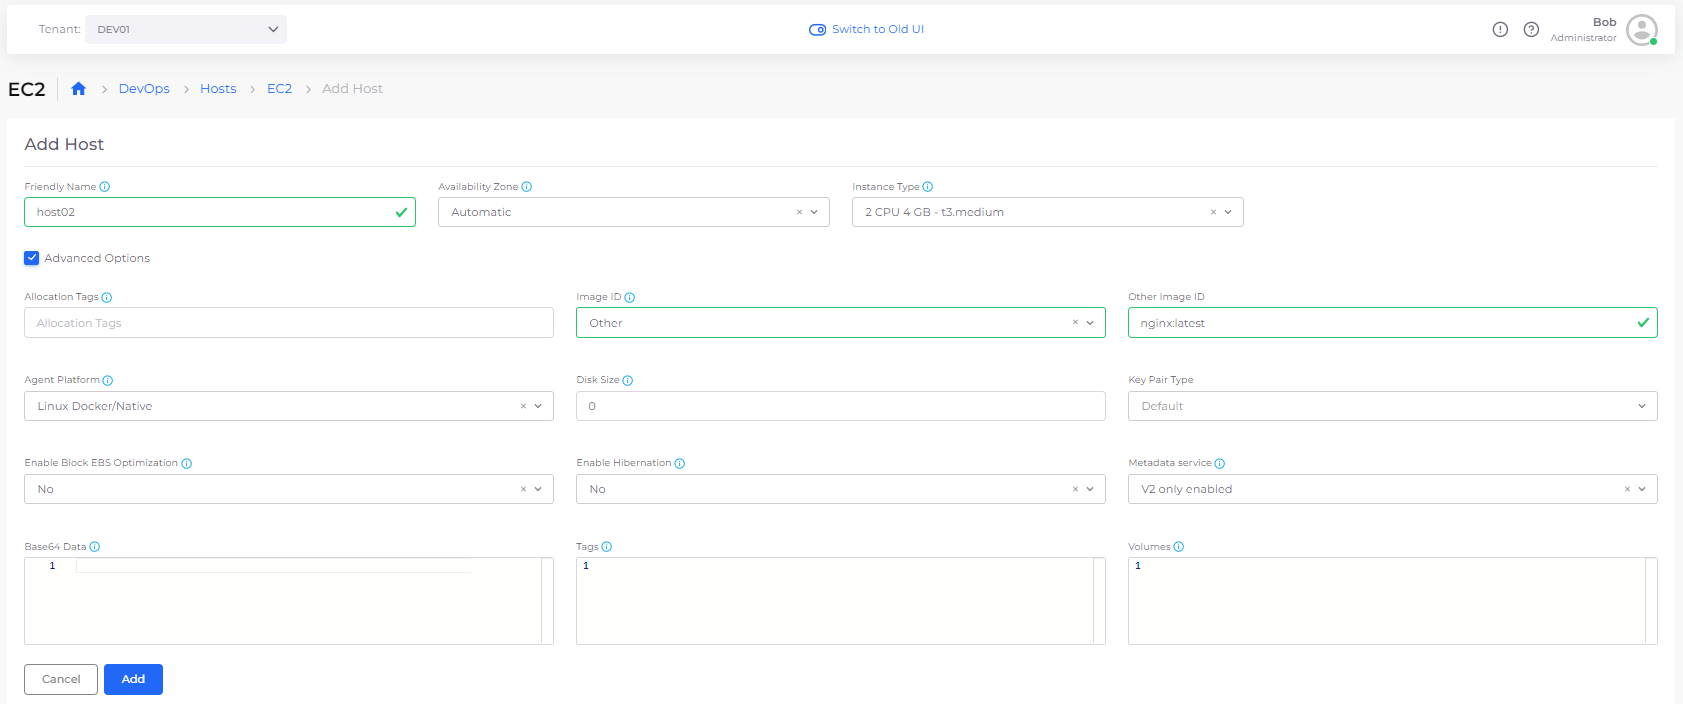 Tenant: DEV01
Switch to Old UI
Bob
Administrator
EC2 > DevOps > Hosts > EC2 > Add Host
Add Host
Friendly Name
Availability Zone
Instance Type
host02
Automatic
2 CPU 4 GB - t3.medium
Advanced Options
Allocation Tags
Image ID
Other Image ID
Allocation Tags
Other
nginx:latest
Agent Platform
Disk Size
Key Pair Type
Linux Docker/Native
0
Default
Enable Block EBS Optimization
Enable Hibernation
Metadata service
No
No
V2 only enabled
Base64 Data
Tags
Volumes
1
1
1
Cancel
Add